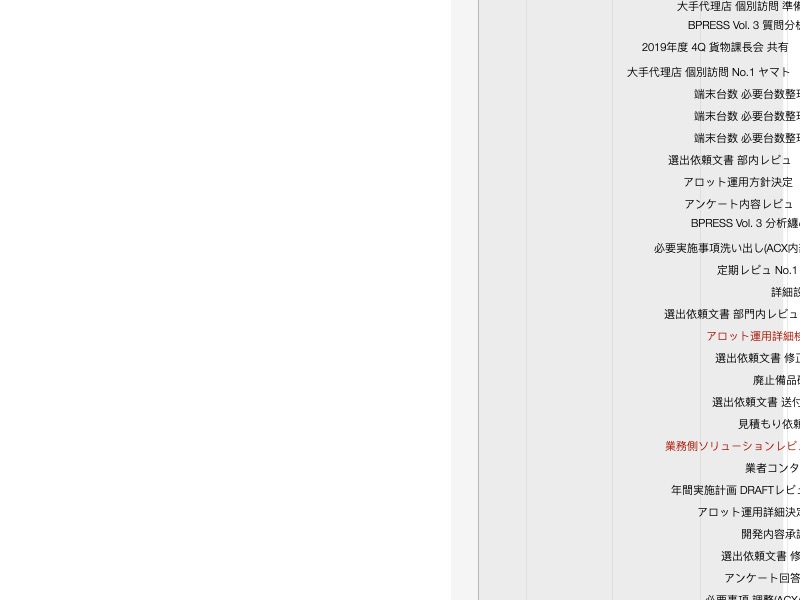 大手代理店 個別訪問 準備
BPRESS Vol. 3 質問分析
2019年度 4Q 貨物課長会 共有
大手代理店 個別訪問 No.1 ヤマト
端末台数 必要台数整理
端末台数 必要台数整理
端末台数 必要台数整理
選出依頼文書 部内レビュ
アロット運用方針決定
アンケート内容レビュ
BPRESS Vol. 3 分析纏
必要実施事項洗い出し(ACX内
定期レビュ No.1
詳細
選出依頼文書 部門内レビュ
アロット運用詳細
選出依頼文書 修正
廃止備品
選出依頼文書 送付
見積もり依頼
業務側ソリューションレビ
業者コンタ
年間実施計画 DRAFTレビ
アロット運用詳細決定
開発内容承
選出依頼文書 修
アンケート回答
必要事項 調整(ACX